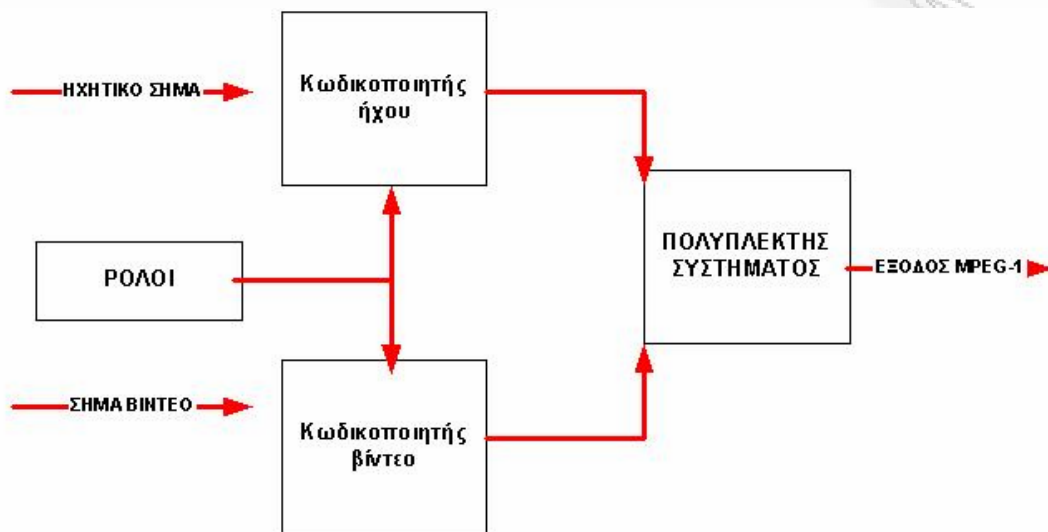 ΗΧΗΤΙΚΟ ΣΗΜΑ
Κωδικοποιητής
ήχου
ΡΟΛΟΙ
ΠΟΛΥΠΛΕΚΤΗΣ
ΣΥΣΤΗΜΑΤΟΣ
ΕΞΟΔΟΣ MPEG-1
ΣΗΜΑ ΒΙΝΤΕΟ
Κωδικοποιητής
βίντεο